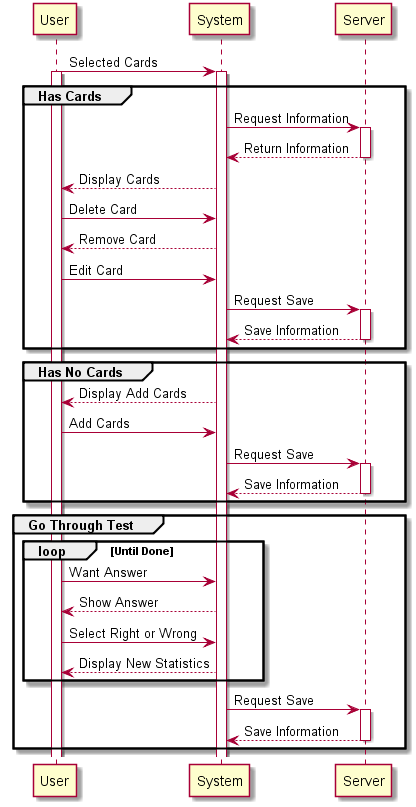 User System Server
Selected Cards
Has Cards
Request Information
Return Information
Display Cards
Delete Card
Remove Card
Edit Card
Request Save
Save Information
Has No Cards
Display Add Cards
Add Cards
Request Save
Save Information
Go Through Test
loop [Until Done]
Want Answer
Show Answer
Select Right or Wrong
Display New Statistics
Request Save
Save Information
User System Server